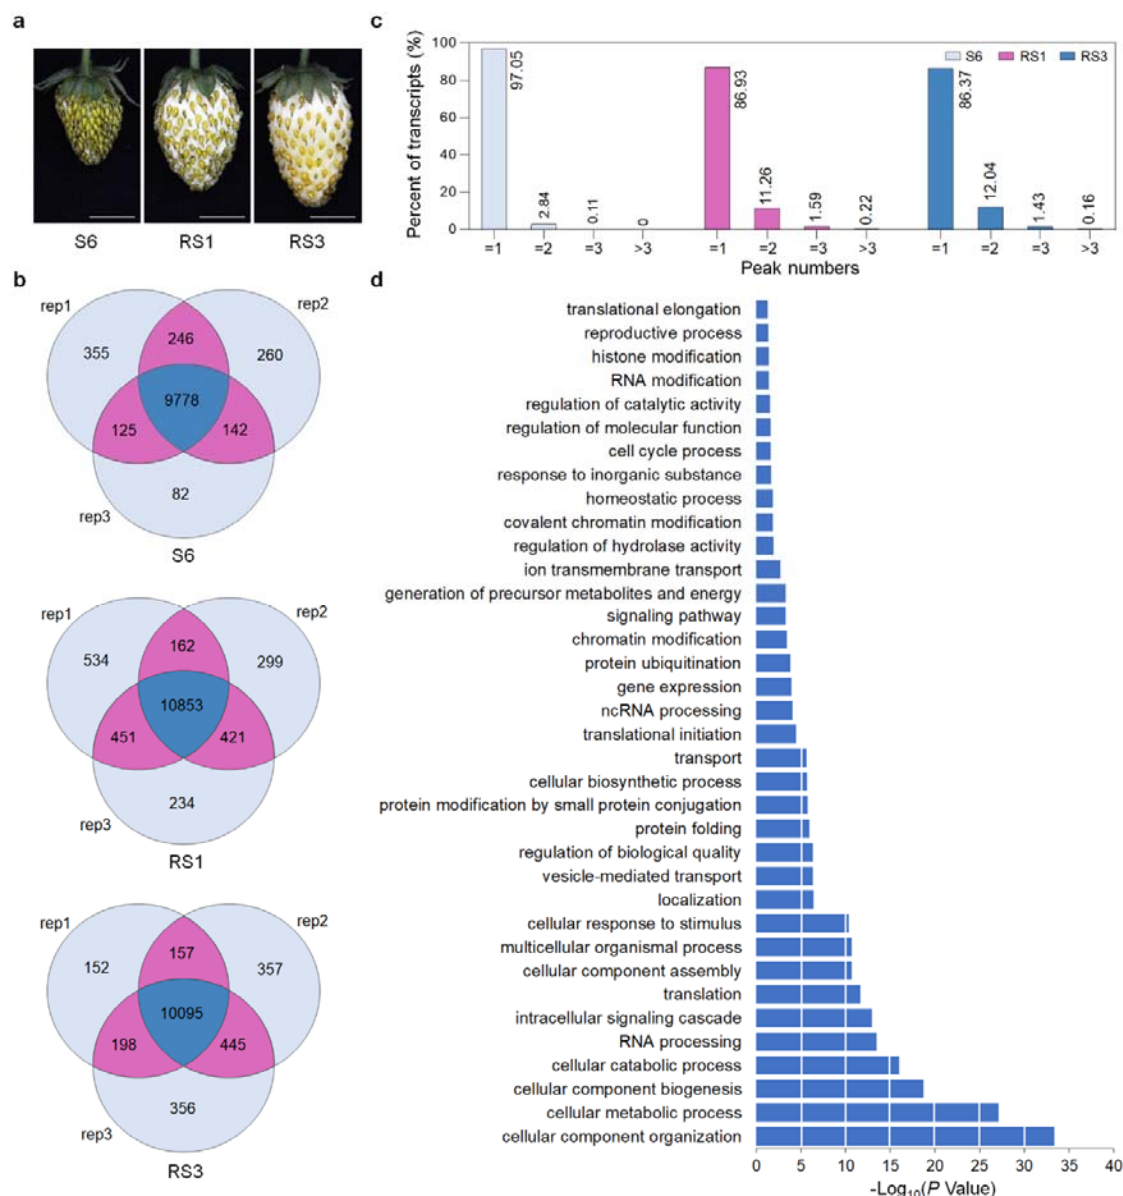 a
S6
RS1
RS3
b
rep1
rep2
355
246
260
9778
125
142
82
rep3
S6
rep1
rep2
534
162
299
10853
451
421
234
rep3
RS1
rep1
rep2
152
157
357
10095
198
445
356
rep3
RS3
c
Percent of transcripts (%)
100
80
60
40
20
0
S6
RS1
RS3
97.05
2.84
0.11
0
86.93
11.26
1.59
0.22
86.37
12.04
1.43
0.16
=1
=2
=3
>3
=1
=2
=3
>3
=1
=2
=3
>3
Peak numbers
d
translational elongation
reproductive process
histone modification
RNA modification
regulation of catalytic activity
regulation of molecular function
cell cycle process
response to inorganic substance
homeostatic process
covalent chromatin modification
regulation of hydrolase activity
ion transmembrane transport
generation of precursor metabolites and energy
signaling pathway
chromatin modification
protein ubiquitination
gene expression
ncRNA processing
translational initiation
transport
cellular biosynthetic process
protein modification by small protein conjugation
protein folding
regulation of biological quality
vesicle-mediated transport
localization
cellular response to stimulus
multicellular organismal process
cellular component assembly
translation
intracellular signaling cascade
RNA processing
cellular catabolic process
cellular component biogenesis
cellular metabolic process
cellular component organization
0 5 10 15 20 25 30 35 40
-Log₁₀(P Value)